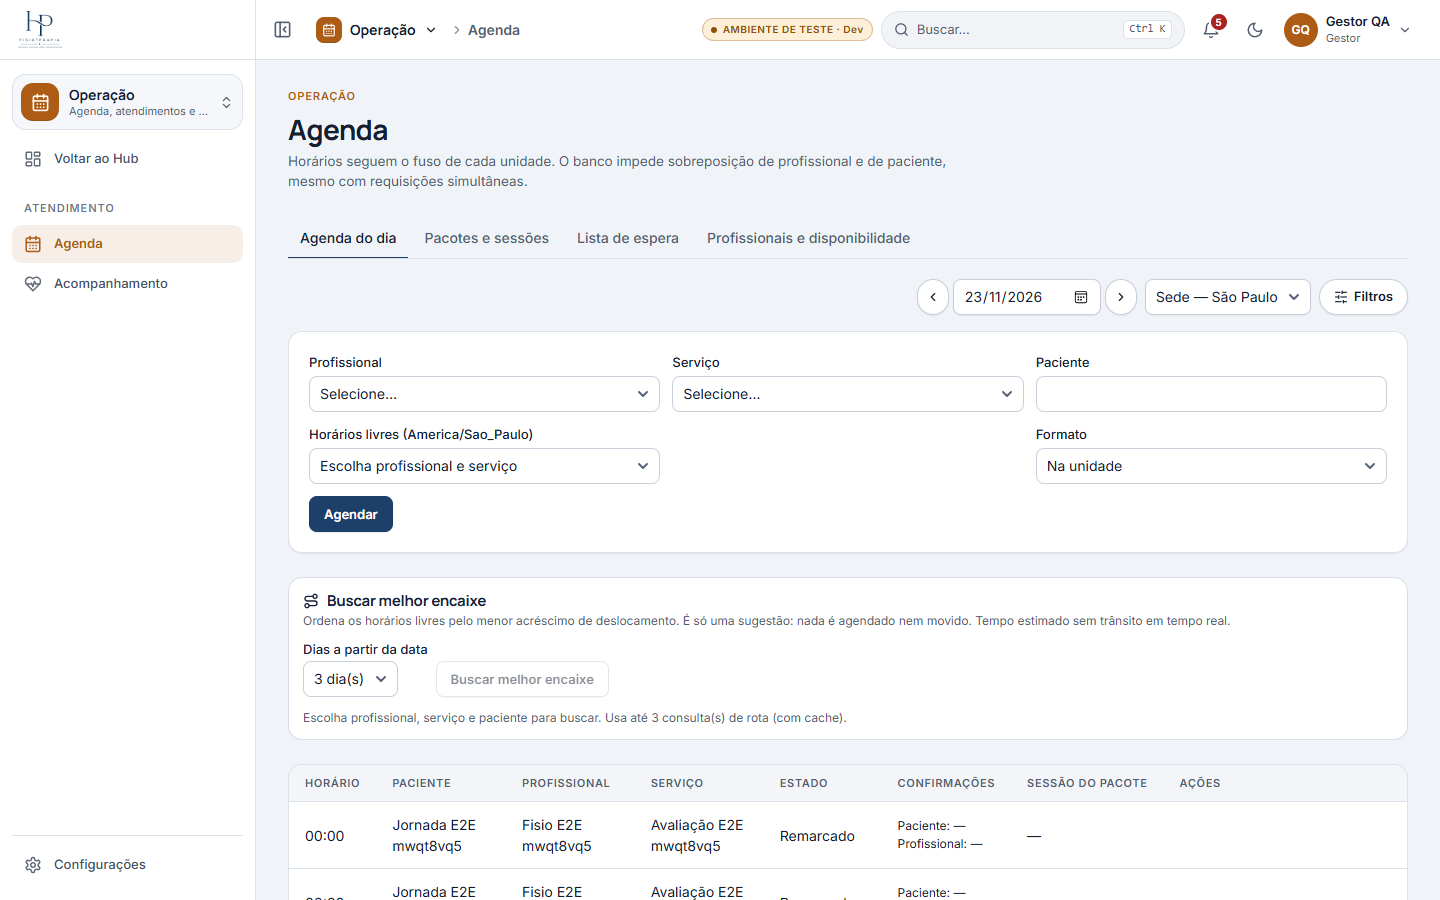 HP
FISIOTERAPIA
Operação
Agenda
AMBIENTE DE TESTE · Dev
Buscar...
Ctrl K
5
GQ
Gestor QA
Gestor
Operação
Agenda, atendimentos e ...
Voltar ao Hub
ATENDIMENTO
Agenda
Acompanhamento
Configurações
OPERAÇÃO
Agenda
Horários seguem o fuso de cada unidade. O banco impede sobreposição de profissional e de paciente,
mesmo com requisições simultâneas.
Agenda do dia
Pacotes e sessões
Lista de espera
Profissionais e disponibilidade
23/11/2026
Sede — São Paulo
Filtros
Profissional
Serviço
Paciente
Selecione...
Selecione...
Horários livres (America/Sao_Paulo)
Formato
Escolha profissional e serviço
Na unidade
Agendar
Buscar melhor encaixe
Ordena os horários livres pelo menor acréscimo de deslocamento. É só uma sugestão: nada é agendado nem movido. Tempo estimado sem trânsito em tempo real.
Dias a partir da data
3 dia(s)
Buscar melhor encaixe
Escolha profissional, serviço e paciente para buscar. Usa até 3 consulta(s) de rota (com cache).
HORÁRIO PACIENTE PROFISSIONAL SERVIÇO ESTADO CONFIRMAÇÕES SESSÃO DO PACOTE AÇÕES
00:00
Jornada E2E
mwqt8vq5
Fisio E2E
mwqt8vq5
Avaliação E2E
mwqt8vq5
Remarcado
Paciente: —
Profissional: —
—
Jornada E2E
Fisio E2E
Avaliação E2E
Paciente: —